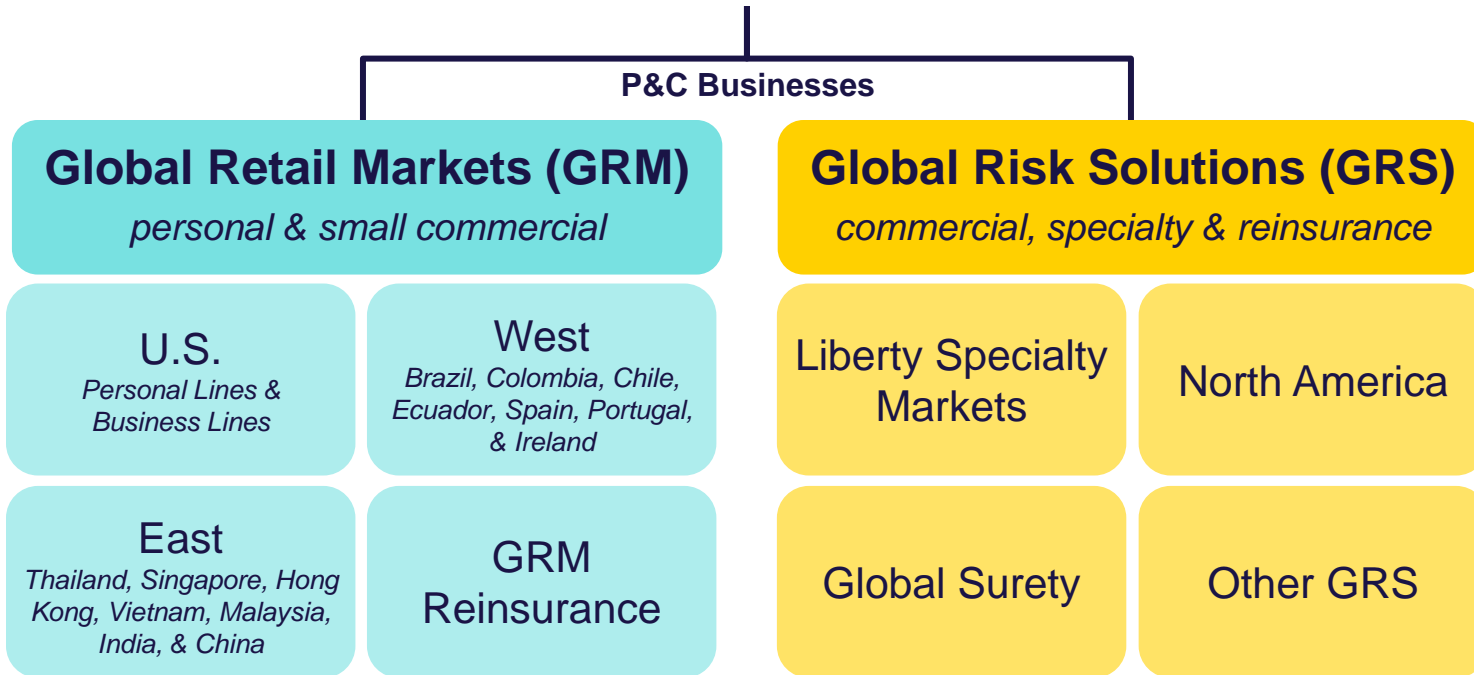 P&C Businesses
Global Retail Markets (GRM)
personal & small commercial
U.S.
Personal Lines &
Business Lines
West
Brazil, Colombia, Chile,
Ecuador, Spain, Portugal,
& Ireland
East
Thailand, Singapore, Hong
Kong, Vietnam, Malaysia,
India, & China
GRM
Reinsurance
Global Risk Solutions (GRS)
commercial, specialty & reinsurance
Liberty Specialty
Markets
North America
Global Surety
Other GRS